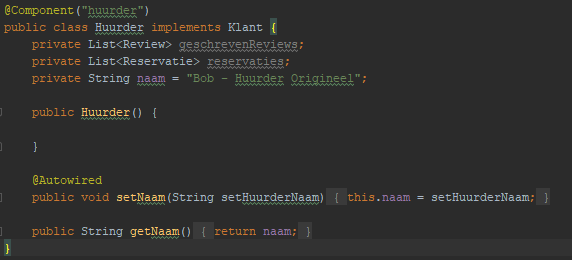 @Component("huurder")
public class Huurder implements Klant {
private List<Review> geschrevenReviews;
private List<Reservatie> reservaties;
private String naam = "Bob - Huurder Origineel";
public Huurder() {
}
@Autowired
public void setNaam(String setHuurderNaam) { this.naam = setHuurderNaam; }
public String getNaam() { return naam; }
}